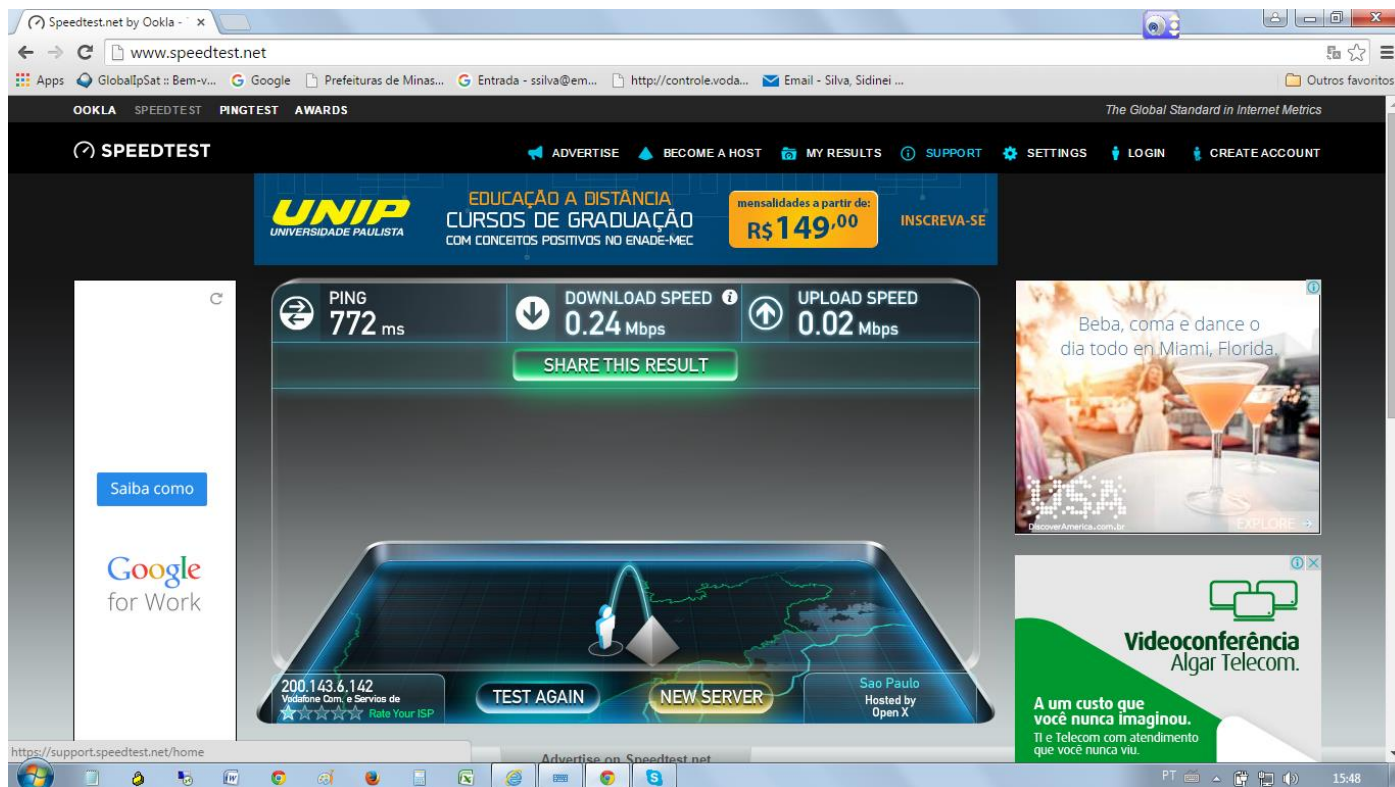 Speedtest.net by Ookla -
www.speedtest.net
Apps GlobalIpSat :: Bem-v... Google Prefeituras de Minas... Entrada - ssilva@em... http://controle.voda... Email - Silva, Sidinei ... Outros favoritos
OOKLA SPEEDTEST PINGTEST AWARDS The Global Standard in Internet Metrics
SPEEDTEST ADVERTISE BECOME A HOST MY RESULTS SUPPORT SETTINGS LOGIN CREATE ACCOUNT
UNIP
UNIVERSIDADE PAULISTA
EDUCAÇÃO A DISTÂNCIA
CURSOS DE GRADUAÇÃO
COM CONCEITOS POSITIVOS NO ENADE-MEC
mensalidades a partir de:
R$149,00
INSCREVA-SE
PING
772 ms
DOWNLOAD SPEED
0.24 Mbps
UPLOAD SPEED
0.02 Mbps
SHARE THIS RESULT
Saiba como
Google
for Work
Beba, coma e dance o
dia todo en Miami, Florida.
USA
DiscoverAmerica.com.br
EXPLORE
200.143.6.142
Vodafone Com. e Servios de
Rate Your ISP
TEST AGAIN
NEW SERVER
Sao Paulo
Hosted by
Open X
Videoconferência
Algar Telecom.
A um custo que
você nunca imaginou.
TI e Telecom com atendimento
que você nunca viu.
https://support.speedtest.net/home
Advertise on Speedtest.net
PT 15:48